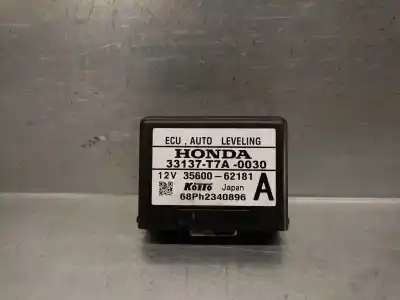 ECU , AUTO LEVELING
HONDA
33137-T7A -0030
12V 35600-62181
KOITO Japan A
68Ph2340896